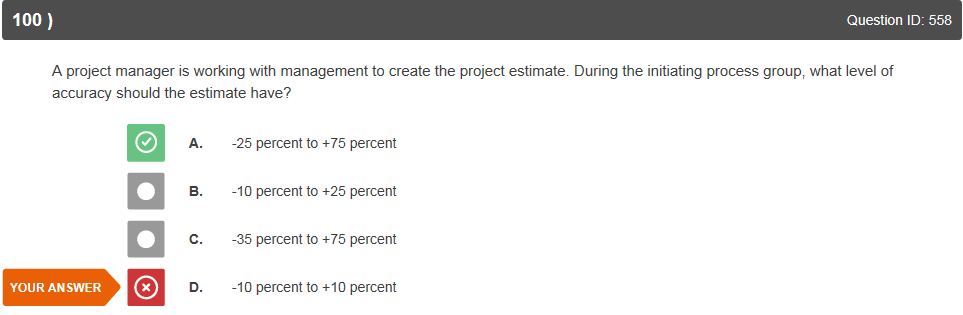 100 ) Question ID: 558
A project manager is working with management to create the project estimate. During the initiating process group, what level of
accuracy should the estimate have?
A. -25 percent to +75 percent
B. -10 percent to +25 percent
C. -35 percent to +75 percent
YOUR ANSWER D. -10 percent to +10 percent